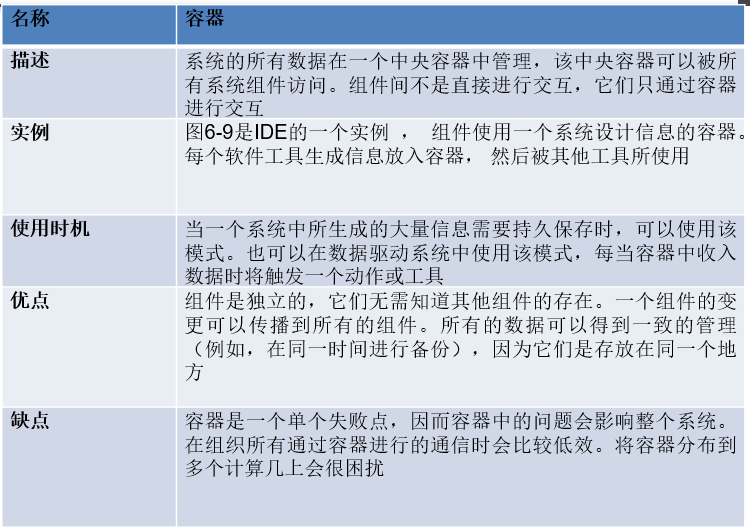 名称
容器
描述
系统的所有数据在一个中央容器中管理，该中央容器可以被所
有系统组件访问。组件间不是直接进行交互，它们只通过容器
进行交互
实例
图6-9是IDE的一个实例 ， 组件使用一个系统设计信息的容器。
每个软件工具生成信息放入容器， 然后被其他工具所使用
使用时机
当一个系统中所生成的大量信息需要持久保存时，可以使用该
模式。也可以在数据驱动系统中使用该模式，每当容器中收入
数据时将触发一个动作或工具
优点
组件是独立的，它们无需知道其他组件的存在。一个组件的变
更可以传播到所有的组件。所有的数据可以得到一致的管理
（例如，在同一时间进行备份），因为它们是存放在同一个地
方
缺点
容器是一个单个失败点，因而容器中的问题会影响整个系统。
在组织所有通过容器进行的通信时会比较低效。将容器分布到
多个计算几上会很困扰